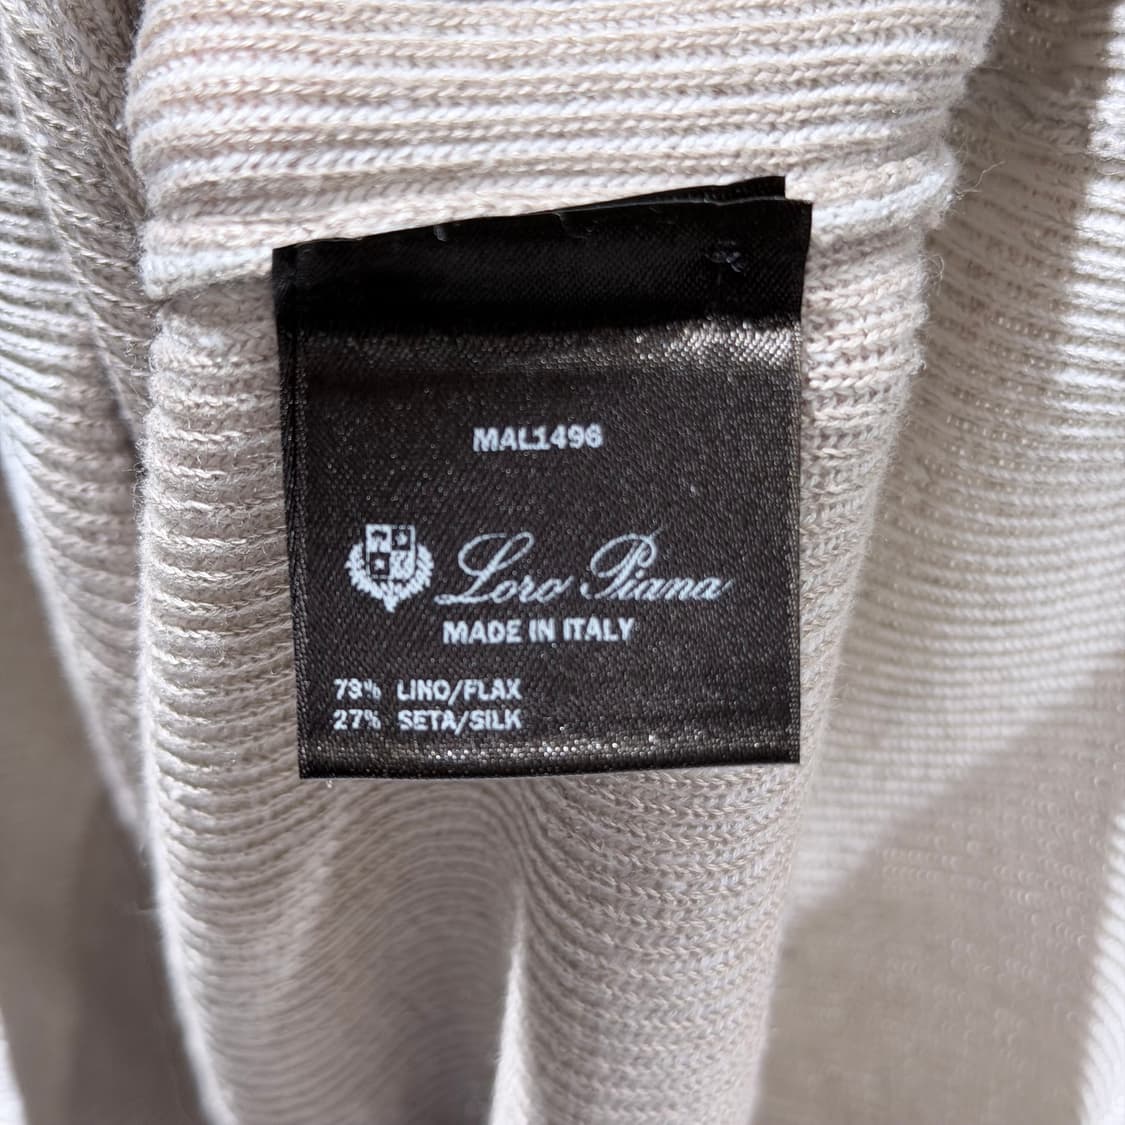 MAL1496
Loro Piana
MADE IN ITALY
73% LINO/FLAX
27% SETA/SILK